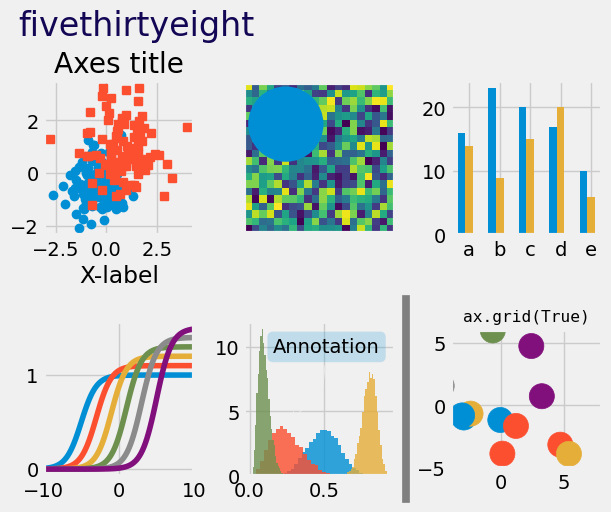 fivethirtyeight
Axes title
2
0
−2
−2.5 0.0 2.5
X-label
20
10
0
a b c d e
1
0
−10 0 10
Annotation
10
5
0
0.0 0.5
ax.grid(True)
5
0
−5
0 5